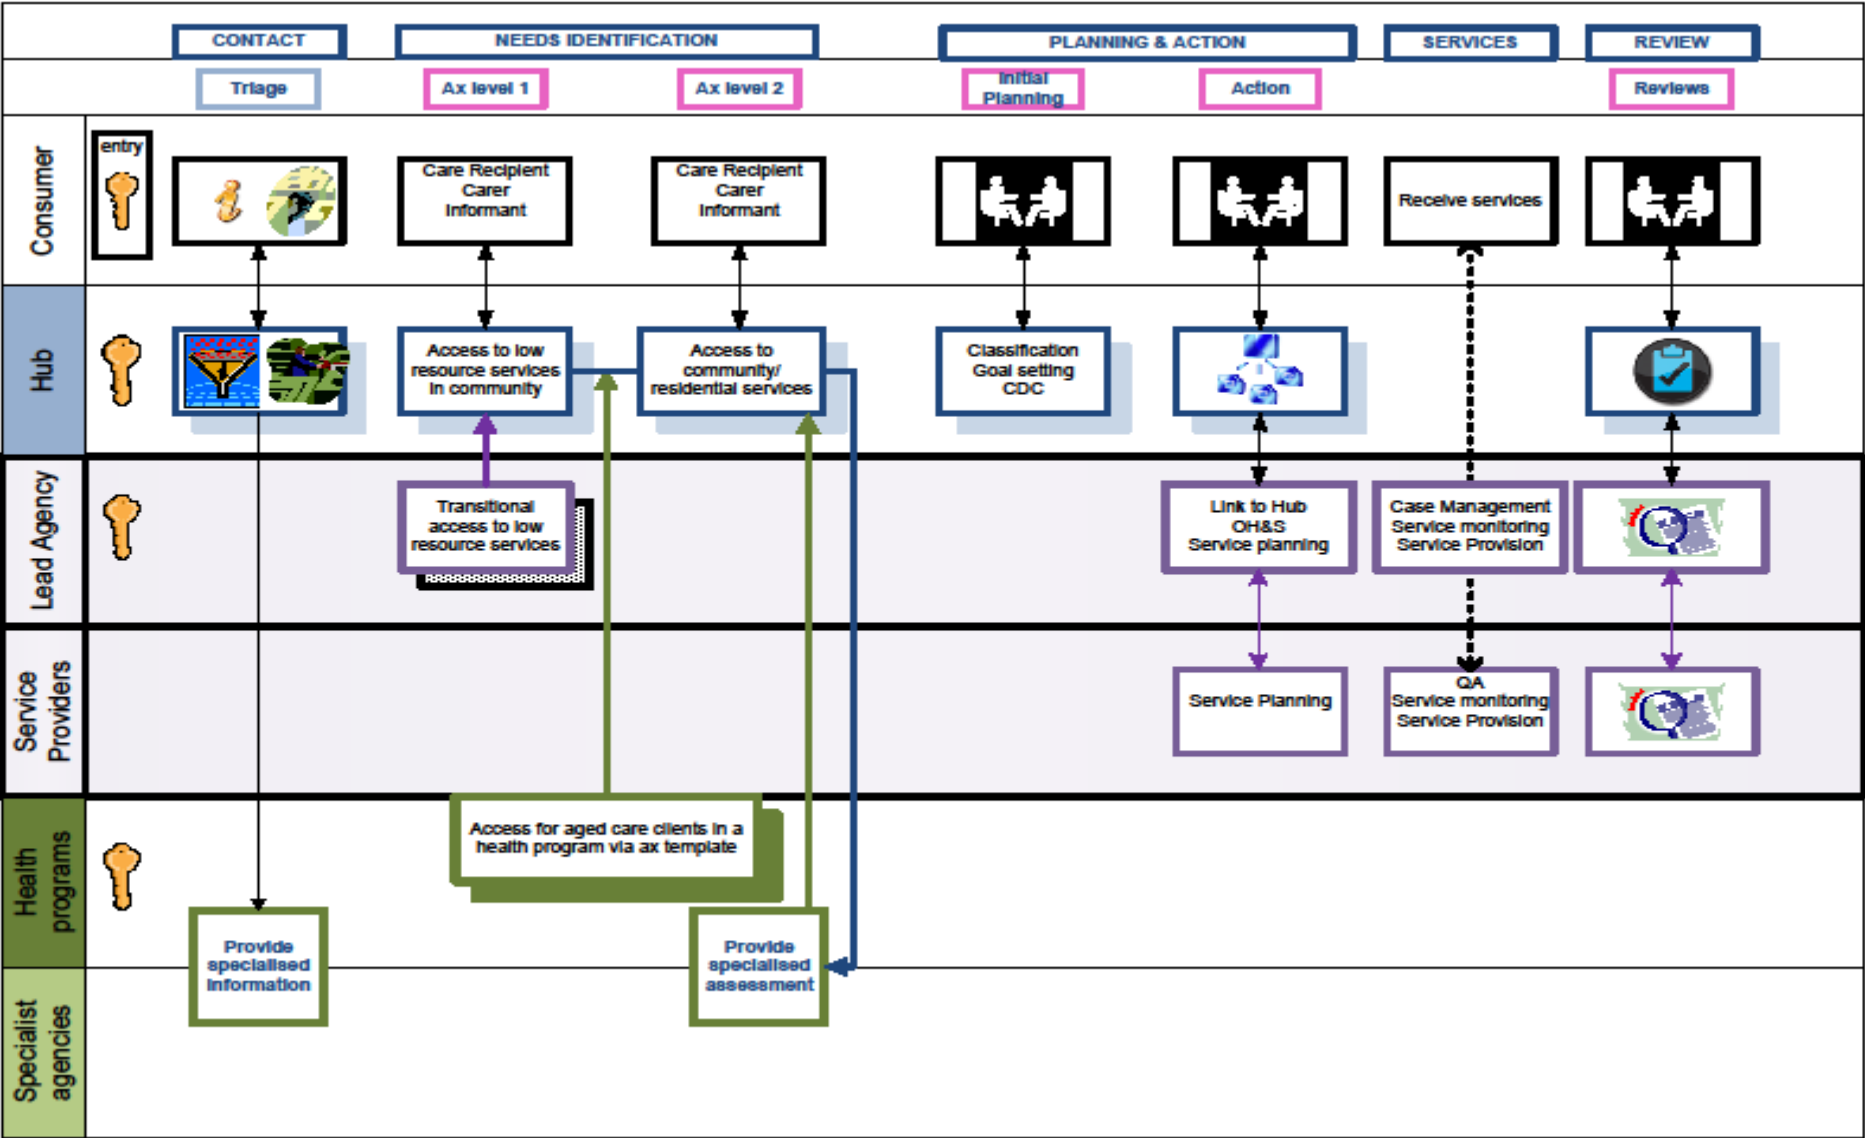 CONTACT
NEEDS IDENTIFICATION
PLANNING & ACTION
SERVICES
REVIEW
Triage
Ax level 1
Ax level 2
Initial
Planning
Action
Reviews
Consumer
entry
Care Recipient
Carer
Informant
Care Recipient
Carer
Informant
Receive services
Hub
Access to low
resource services
in community
Access to
community/
residential services
Classification
Goal setting
CDC
Lead Agency
Transitional
access to low
resource services
Link to Hub
OH&S
Service planning
Case Management
Service monitoring
Service Provision
Service
Providers
Service Planning
QA
Service monitoring
Service Provision
Health
programs
Access for aged care clients in a
health program via ax template
Provide
specialised
information
Provide
specialised
assessment
Specialist
agencies